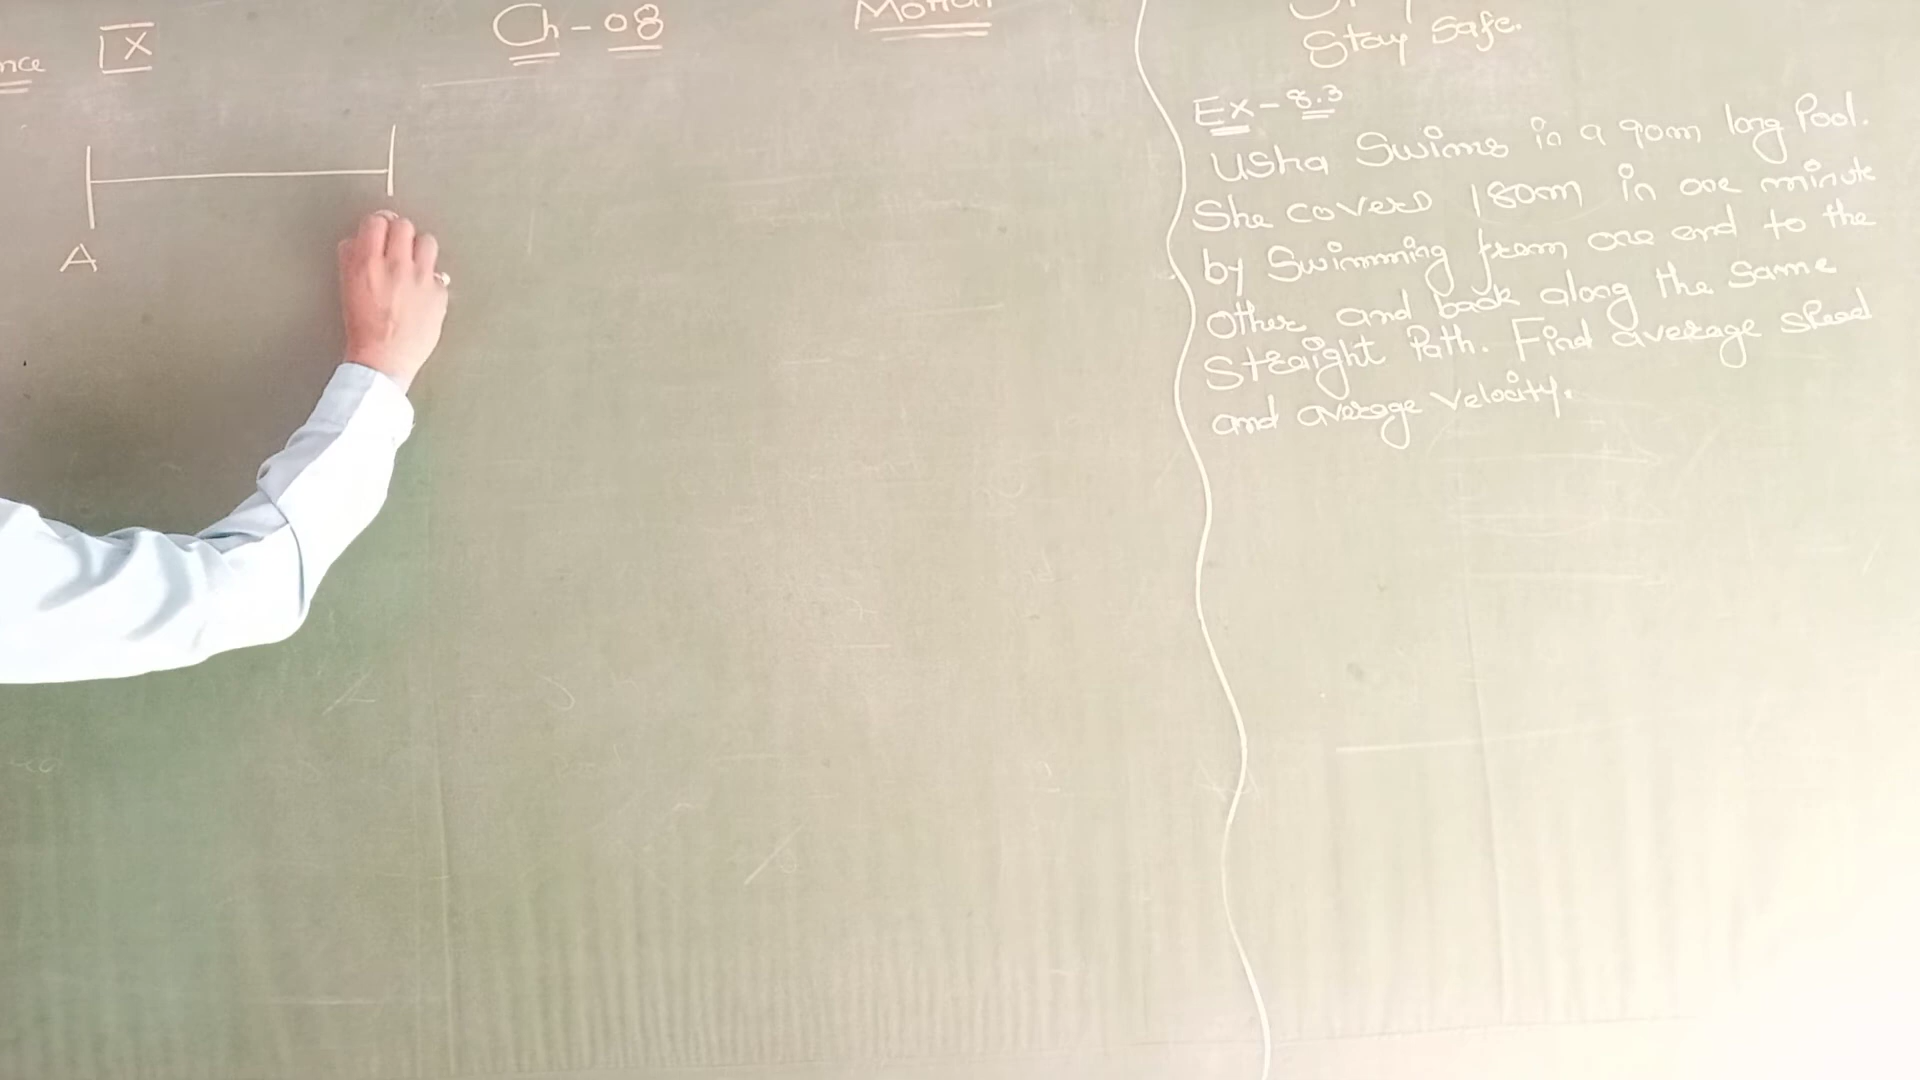 IX
Ch-08
Motion
A
Stay safe.
Ex-8.3
Usha Swims in a 90m long Pool.
She covers 180m in one minute
by Swimming from one end to the
Other and back along the Same
Straight Path. Find average speed
and average velocity.